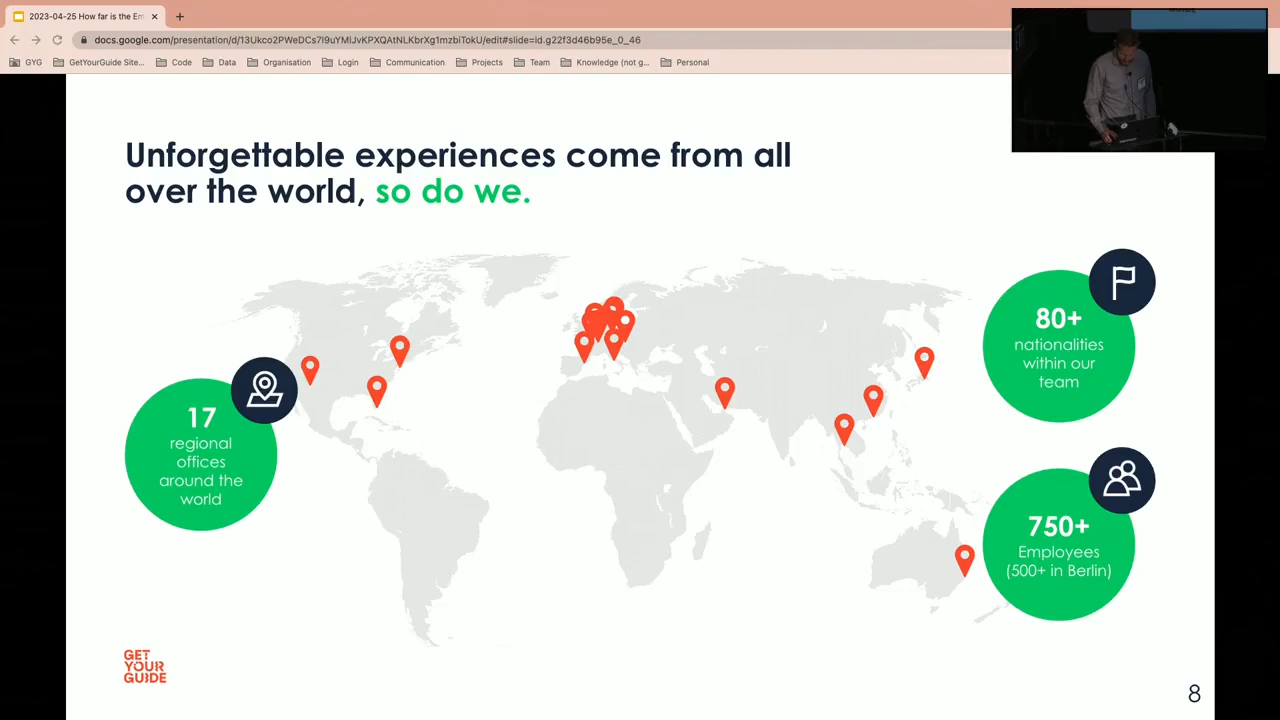 2023-04-25 How far is the Em
docs.google.com/presentation/d/13Ukco2PWeDCs7I9uYMlJvKPXQAtNLKbrXg1mzbITokU/edit#slide=id.g22f3d46b95e_0_46
GYG
GetYourGuide Site...
Code
Data
Organisation
Login
Communication
Projects
Team
Knowledge (not g...
Personal
Unforgettable experiences come from all
over the world, so do we.
80+
nationalities
within our
team
17
regional
offices
around the
world
750+
Employees
(500+ in Berlin)
GET
YOUR
GUIDE
8